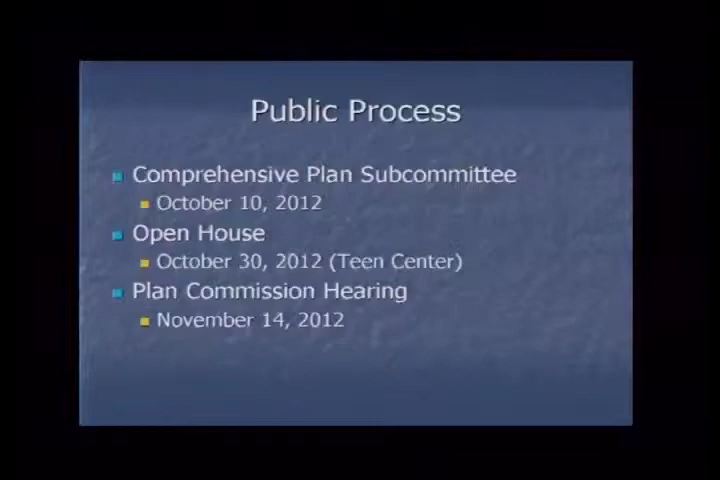 Public Process
Comprehensive Plan Subcommittee
October 10, 2012
Open House
October 30, 2012 (Teen Center)
Plan Commission Hearing
November 14, 2012